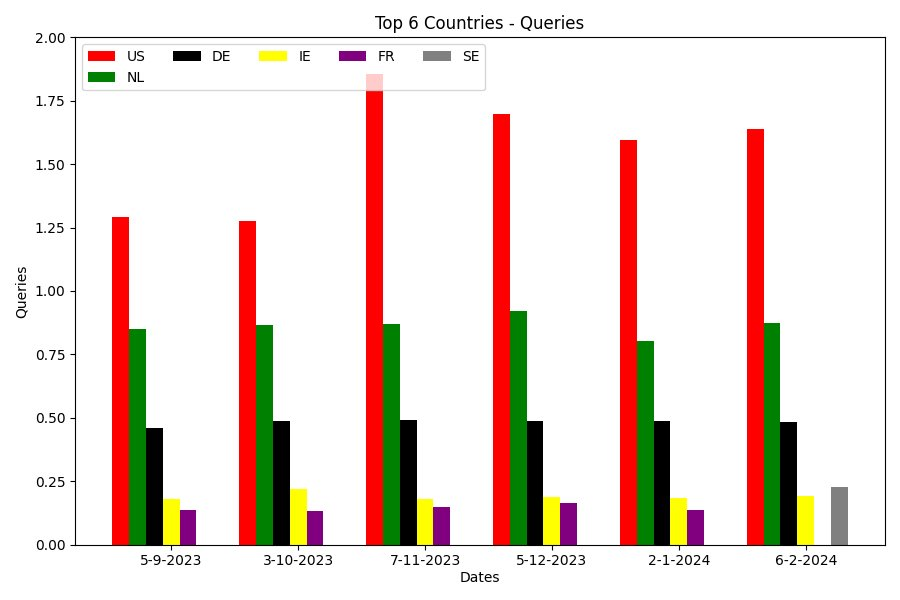 Top 6 Countries - Queries
US DE IE FR SE
NL
2.00
1.75
1.50
1.25
1.00
0.75
0.50
0.25
0.00
Queries
5-9-2023 3-10-2023 7-11-2023 5-12-2023 2-1-2024 6-2-2024
Dates